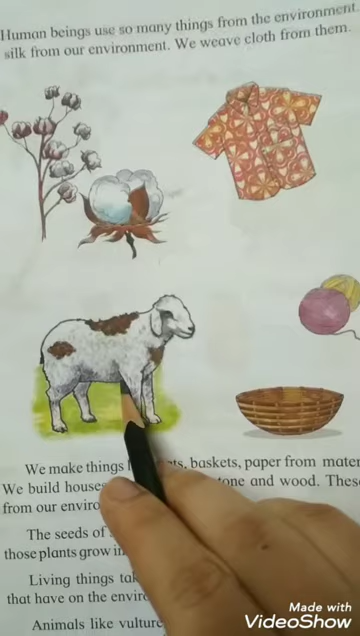 Human beings use so many things from the environment.
silk from our environment. We weave cloth from them.
We make things baskets, paper from mater
We build houses and wood. Thes
from our enviro
The seeds of
those plants grow in
Living things tak
that have on the enviro
Animals like vulture
Made with
VideoShow